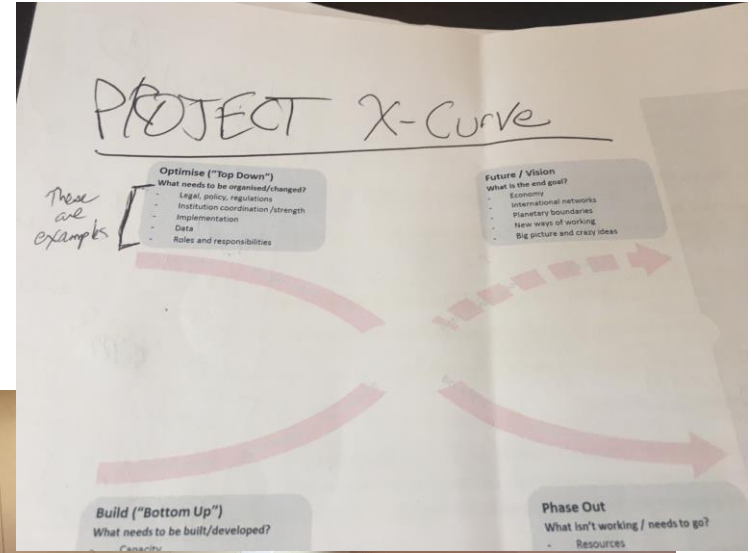 PROJECT X-Curve
These
are
examples
Optimise ("Top Down")
What needs to be organised/changed?
- Legal, policy, regulations
- Institution coordination /strength
- Implementation
- Data
- Roles and responsibilities
Future / Vision
What is the end goal?
- Economy
- International networks
- Planetary boundaries
- New ways of working
- Big picture and crazy ideas
Build ("Bottom Up")
What needs to be built/developed?
- Capacity
Phase Out
What isn't working / needs to go?
- Resources